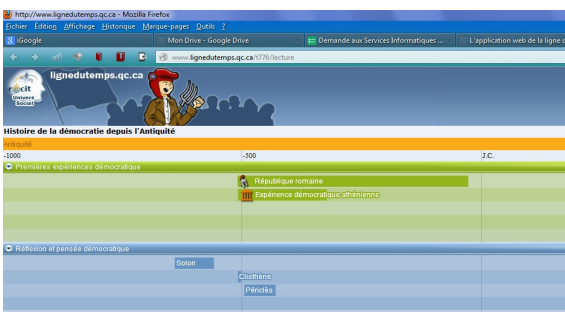 http://www.lignedutemps.qc.ca - Mozilla Firefox
Fichier Édition Affichage Historique Marque-pages Outils ?
iGoogle Mon Drive - Google Drive Demande aux Services Informatiques ... L'application web de la ligne d
www.lignedutemps.qc.ca/t776/lecture
lignedutemps.qc.ca
récit
Univers
Social
Histoire de la démocratie depuis l'Antiquité
Antiquité
-1000 -500 J.C.
Premières expériences démocratique
République romaine
Expérience démocratique athénienne
Réflexion et pensée démocratique
Solon
Clisthène
Périclès